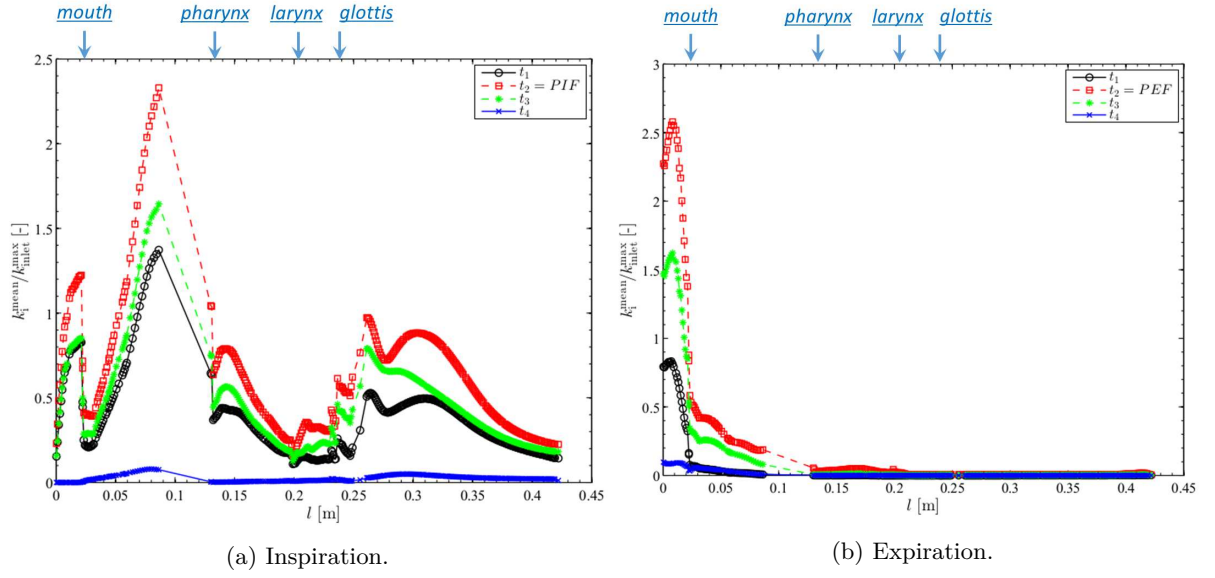 mouth pharynx larynx glottis
mouth pharynx larynx glottis
2.5
2
1.5
1
0.5
0
k_i^mean/k_inlet^max [-]
t1
t2 = PIF
t3
t4
0 0.05 0.1 0.15 0.2 0.25 0.3 0.35 0.4 0.45
l [m]
(a) Inspiration.
3
2.5
2
1.5
1
0.5
0
k_i^mean/k_inlet^max [-]
t1
t2 = PEF
t3
t4
0 0.05 0.1 0.15 0.2 0.25 0.3 0.35 0.4 0.45
l [m]
(b) Expiration.